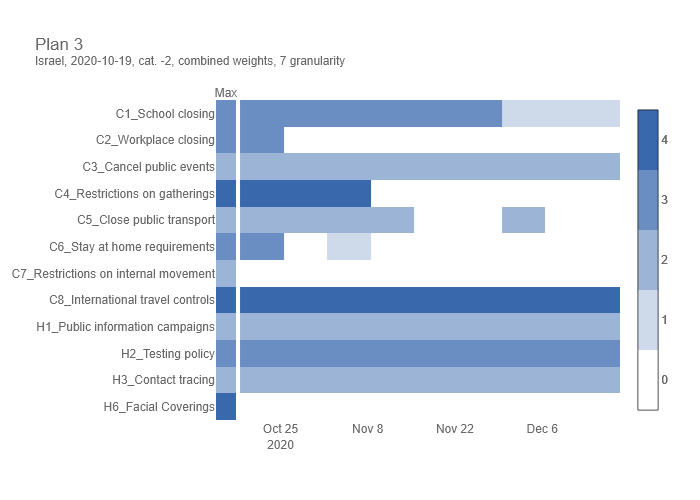 Plan 3
Israel, 2020-10-19, cat. -2, combined weights, 7 granularity
Max
C1_School closing
C2_Workplace closing
C3_Cancel public events
C4_Restrictions on gatherings
C5_Close public transport
C6_Stay at home requirements
C7_Restrictions on internal movement
C8_International travel controls
H1_Public information campaigns
H2_Testing policy
H3_Contact tracing
H6_Facial Coverings
Oct 25 Nov 8 Nov 22 Dec 6
2020
4
3
2
1
0